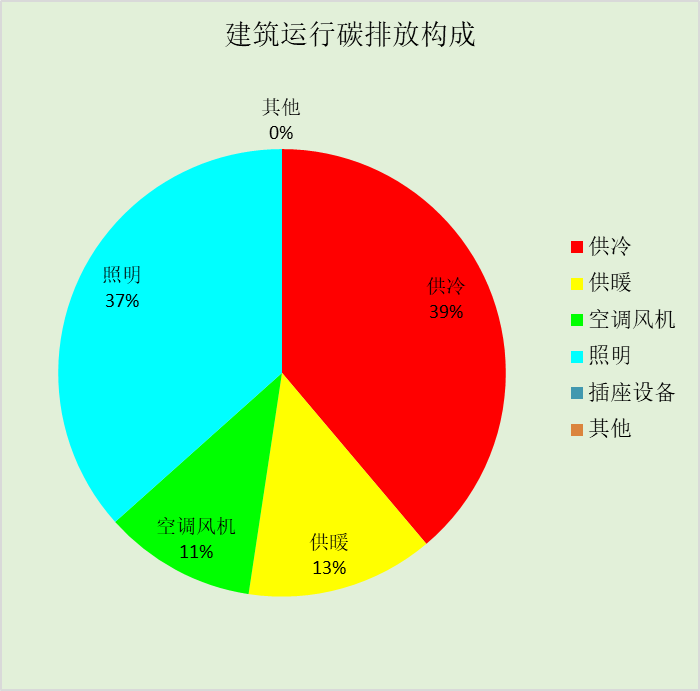 建筑运行碳排放构成
其他
0%
照明
37%
供冷
39%
空调风机
11%
供暖
13%
供冷
供暖
空调风机
照明
插座设备
其他